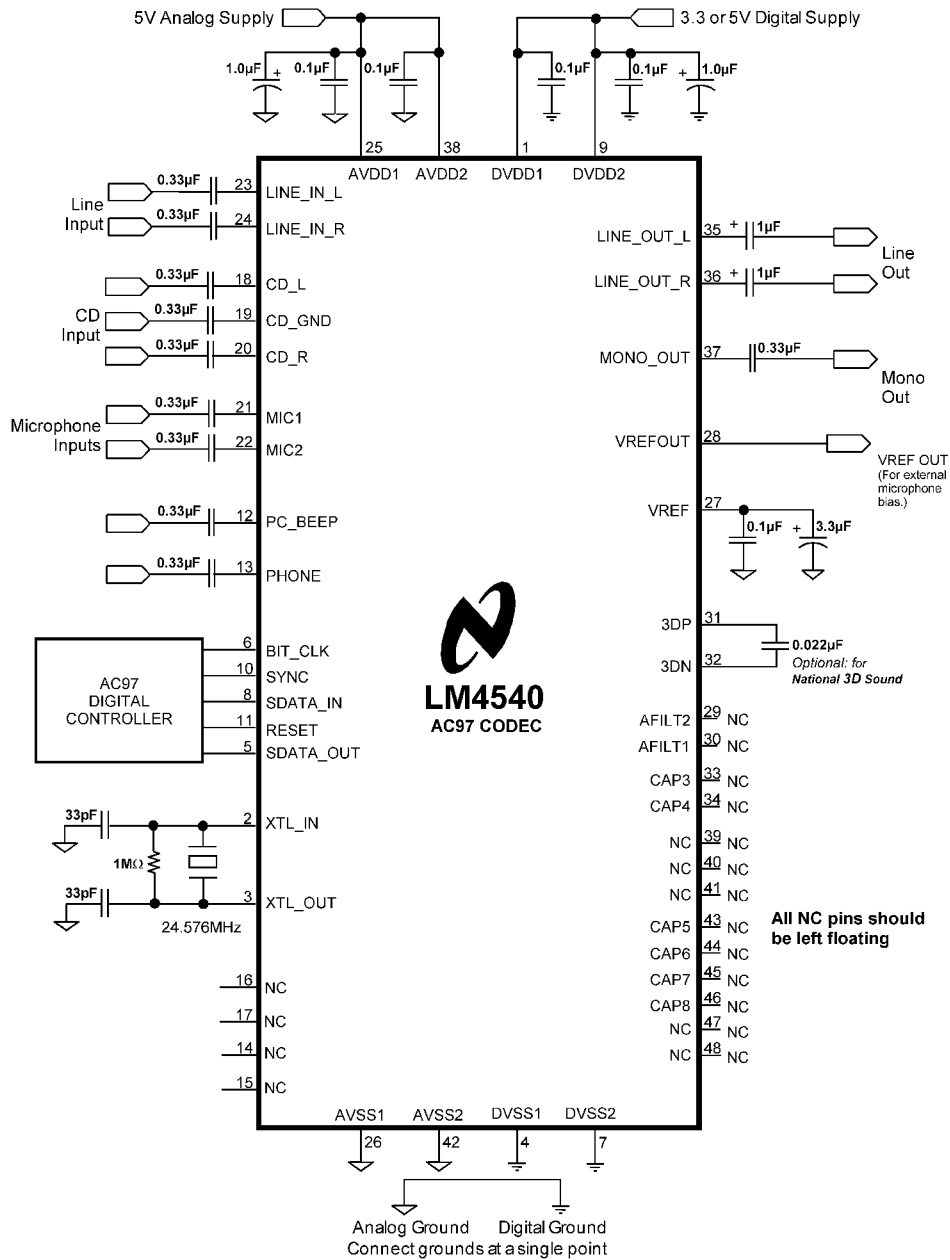 5V Analog Supply
3.3 or 5V Digital Supply
1.0µF +
0.1µF
0.1µF
0.1µF
0.1µF
+ 1.0µF
25
38
1
9
AVDD1
AVDD2
DVDD1
DVDD2
Line
Input
0.33µF
23
LINE_IN_L
0.33µF
24
LINE_IN_R
CD
Input
0.33µF
18
CD_L
0.33µF
19
CD_GND
0.33µF
20
CD_R
Microphone
Inputs
0.33µF
21
MIC1
0.33µF
22
MIC2
0.33µF
12
PC_BEEP
0.33µF
13
PHONE
AC97
DIGITAL
CONTROLLER
6
BIT_CLK
10
SYNC
8
SDATA_IN
11
RESET
5
SDATA_OUT
33pF
2
XTL_IN
1MΩ
33pF
3
XTL_OUT
24.576MHz
16
NC
17
NC
14
NC
15
NC
LM4540
AC97 CODEC
LINE_OUT_L
35
+
1µF
LINE_OUT_R
36
+
1µF
Line
Out
MONO_OUT
37
0.33µF
Mono
Out
VREFOUT
28
VREF OUT
(For external
microphone
bias.)
VREF
27
0.1µF
+
3.3µF
3DP
31
3DN
32
0.022µF
Optional: for
National 3D Sound
AFILT2
29
NC
AFILT1
30
NC
CAP3
33
NC
CAP4
34
NC
NC
39
NC
NC
40
NC
NC
41
NC
CAP5
43
NC
CAP6
44
NC
CAP7
45
NC
CAP8
46
NC
NC
47
NC
NC
48
NC
All NC pins should
be left floating
AVSS1
AVSS2
DVSS1
DVSS2
26
42
4
7
Analog Ground
Digital Ground
Connect grounds at a single point